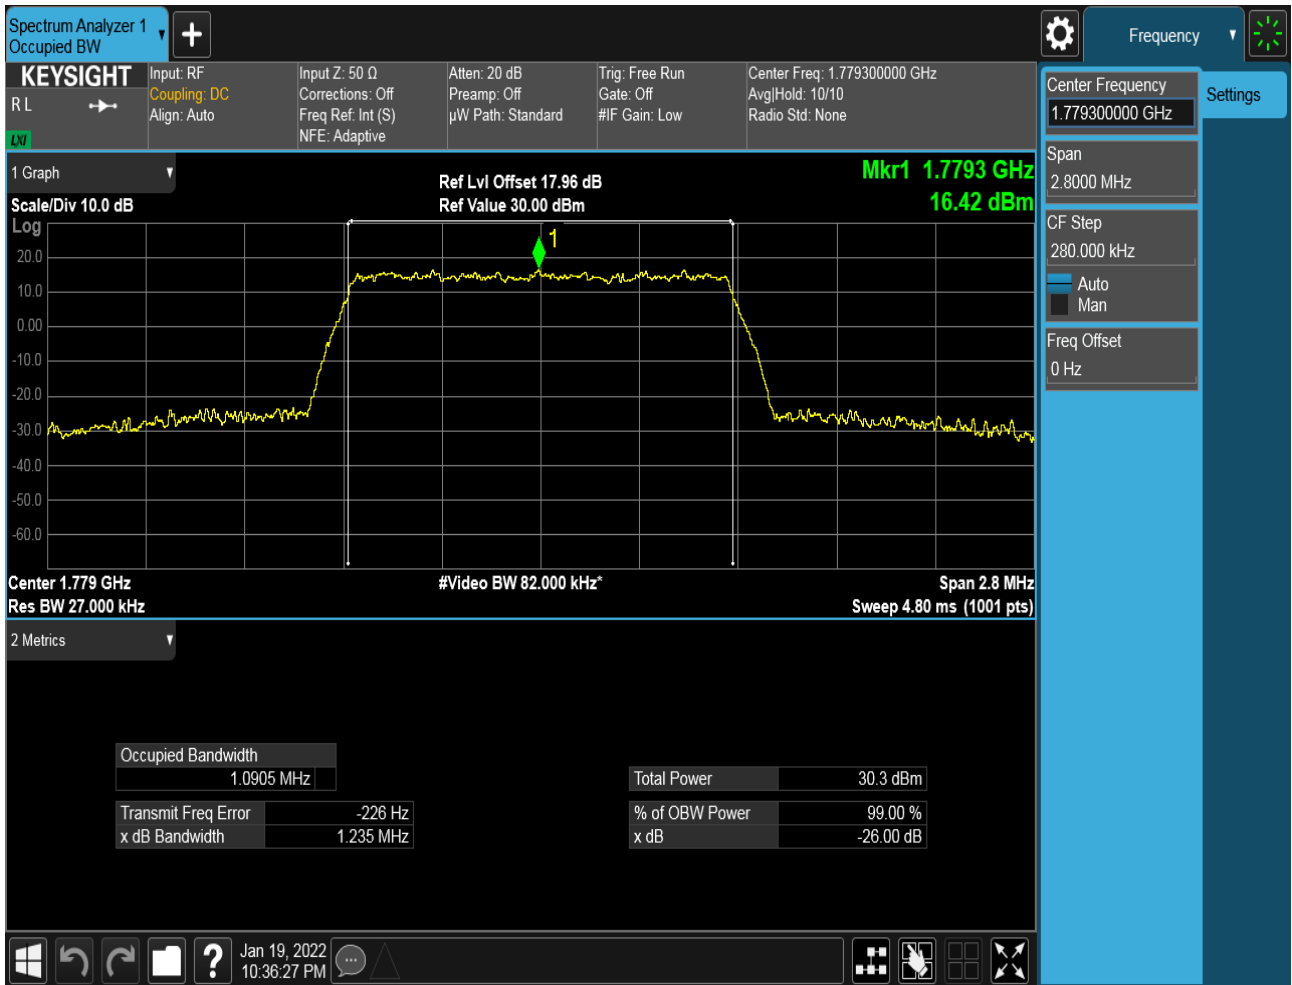 Spectrum Analyzer 1
Occupied BW
Frequency
KEYSIGHT
R L
LXI
Input: RF
Coupling: DC
Align: Auto
Input Z: 50 Ω
Corrections: Off
Freq Ref: Int (S)
NFE: Adaptive
Atten: 20 dB
Preamp: Off
µW Path: Standard
Trig: Free Run
Gate: Off
#IF Gain: Low
Center Freq: 1.779300000 GHz
Avg|Hold: 10/10
Radio Std: None
Center Frequency
1.779300000 GHz
Settings
Span
2.8000 MHz
CF Step
280.000 kHz
Auto
Man
Freq Offset
0 Hz
1 Graph
Scale/Div 10.0 dB
Ref Lvl Offset 17.96 dB
Ref Value 30.00 dBm
Mkr1 1.7793 GHz
16.42 dBm
Log
1
20.0
10.0
0.00
-10.0
-20.0
-30.0
-40.0
-50.0
-60.0
Center 1.779 GHz
#Video BW 82.000 kHz*
Span 2.8 MHz
Res BW 27.000 kHz
Sweep 4.80 ms (1001 pts)
2 Metrics
Occupied Bandwidth
1.0905 MHz
Total Power 30.3 dBm
Transmit Freq Error -226 Hz
% of OBW Power 99.00 %
x dB Bandwidth 1.235 MHz
x dB -26.00 dB
?
Jan 19, 2022
10:36:27 PM